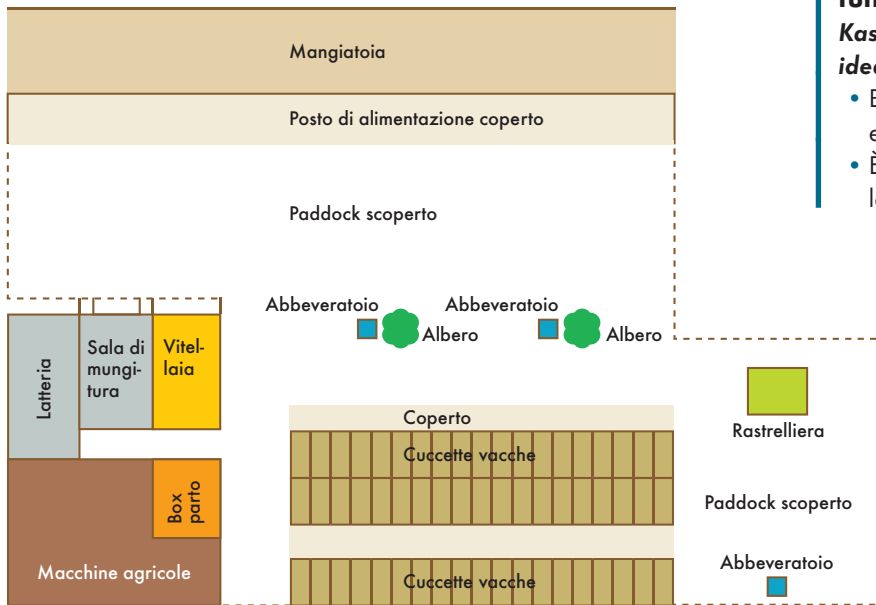 Mangiatoia
Posto di alimentazione coperto
Paddock scoperto
Abbeveratoio
Abbeveratoio
Albero
Albero
Latteria
Sala di
mungi-
tura
Vitel-
laia
Coperto
Cuccette vacche
Rastrelliera
Box
parto
Paddock scoperto
Macchine agricole
Cuccette vacche
Abbeveratoio
Kas
• E
• È